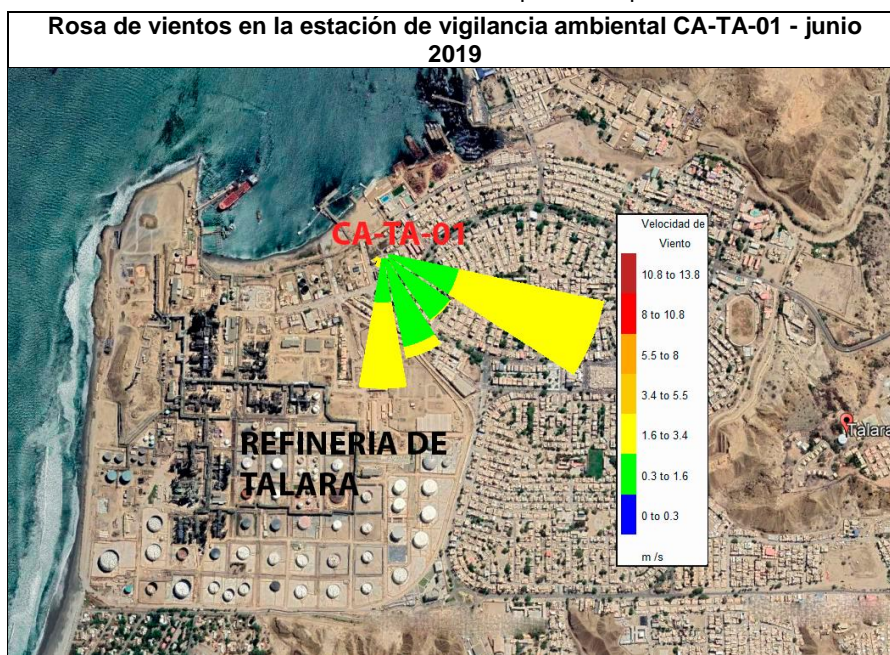 Rosa de vientos en la estación de vigilancia ambiental CA-TA-01 - junio
2019
CA-TA-01
Velocidad de
Viento
10.8 to 13.8
8 to 10.8
5.5 to 8
3.4 to 5.5
1.6 to 3.4
0.3 to 1.6
0 to 0.3
m /s
Talara
REFINERIA DE
TALARA